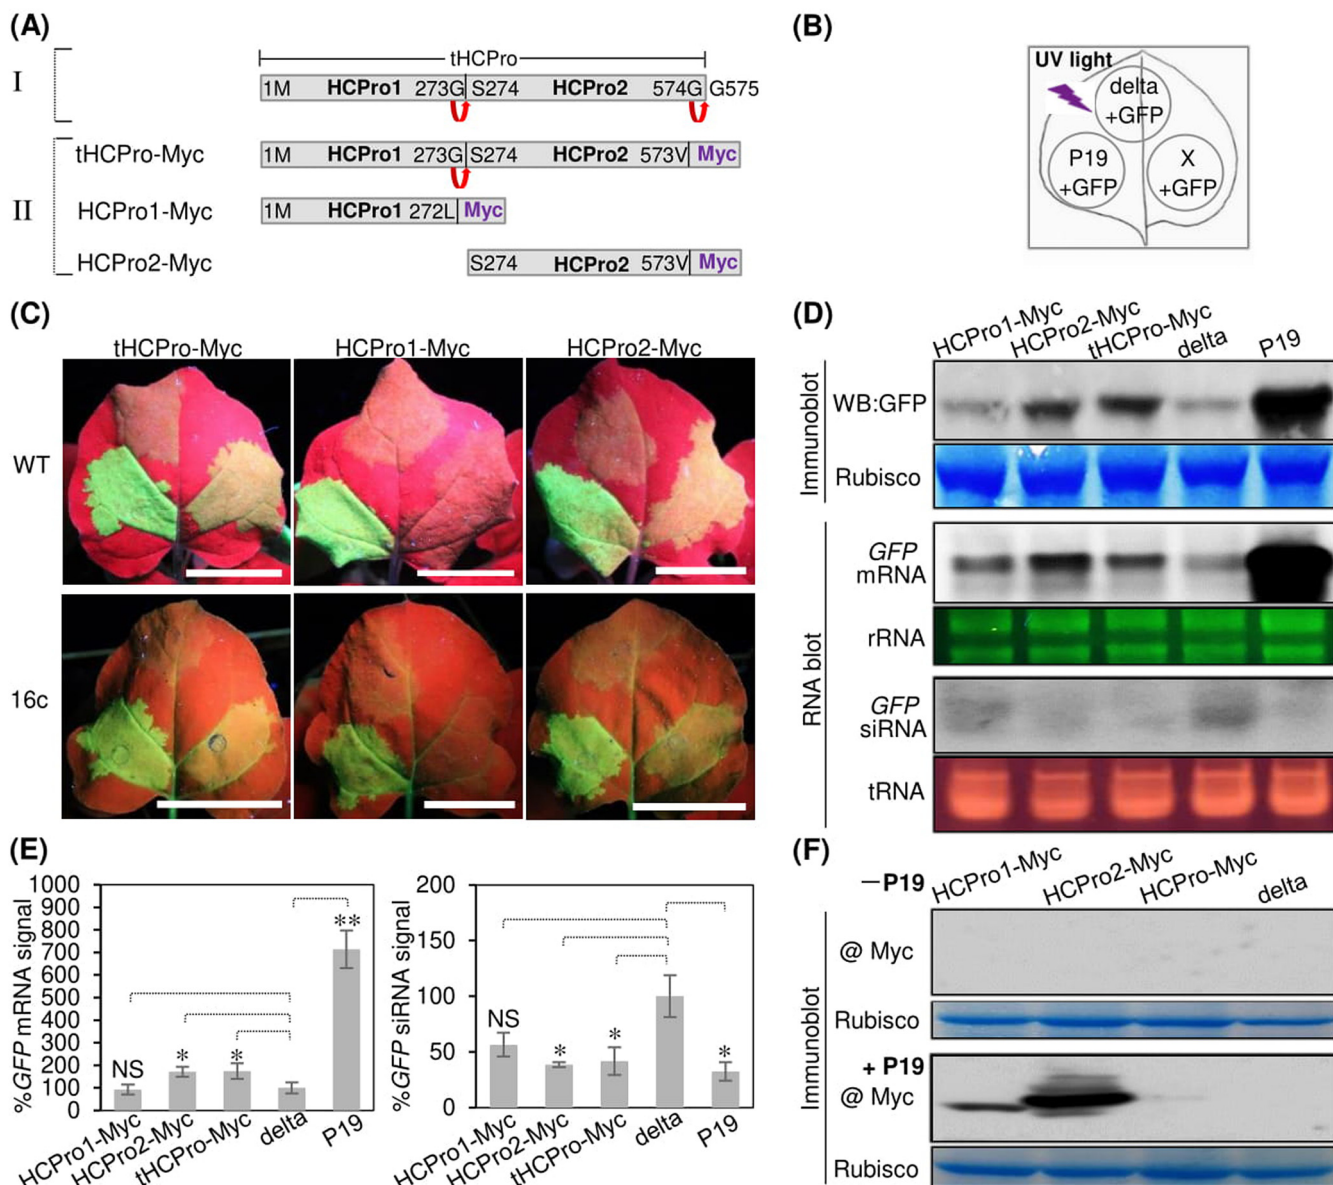 (A)
tHCPro
I
1M HCPro1 273G S274 HCPro2 574G G575
II
tHCPro-Myc 1M HCPro1 273G S274 HCPro2 573V Myc
HCPro1-Myc 1M HCPro1 272L Myc
HCPro2-Myc S274 HCPro2 573V Myc
(B)
UV light
delta
+GFP
P19
+GFP
X
+GFP
(C)
tHCPro-Myc HCPro1-Myc HCPro2-Myc
WT
16c
(D)
HCPro1-Myc HCPro2-Myc tHCPro-Myc delta P19
Immunoblot
WB:GFP
Rubisco
RNA blot
GFP
mRNA
rRNA
GFP
siRNA
tRNA
(E)
%GFP mRNA signal
1000
900
800
700
600
500
400
300
200
100
0
NS * * **
HCPro1-Myc HCPro2-Myc tHCPro-Myc delta P19
%GFP siRNA signal
200
150
100
50
0
NS * * *
HCPro1-Myc HCPro2-Myc tHCPro-Myc delta P19
(F)
—P19
HCPro1-Myc HCPro2-Myc HCPro-Myc delta
Immunoblot
@ Myc
Rubisco
+ P19
@ Myc
Rubisco